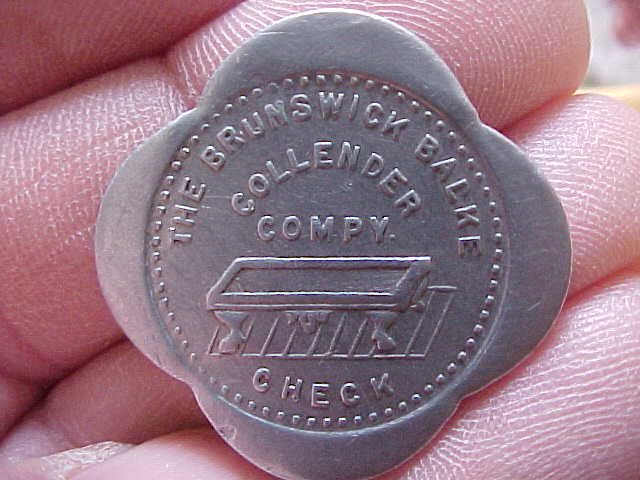 THE BRUNSWICK BALKE
COLLENDER
COMPY.
CHECK